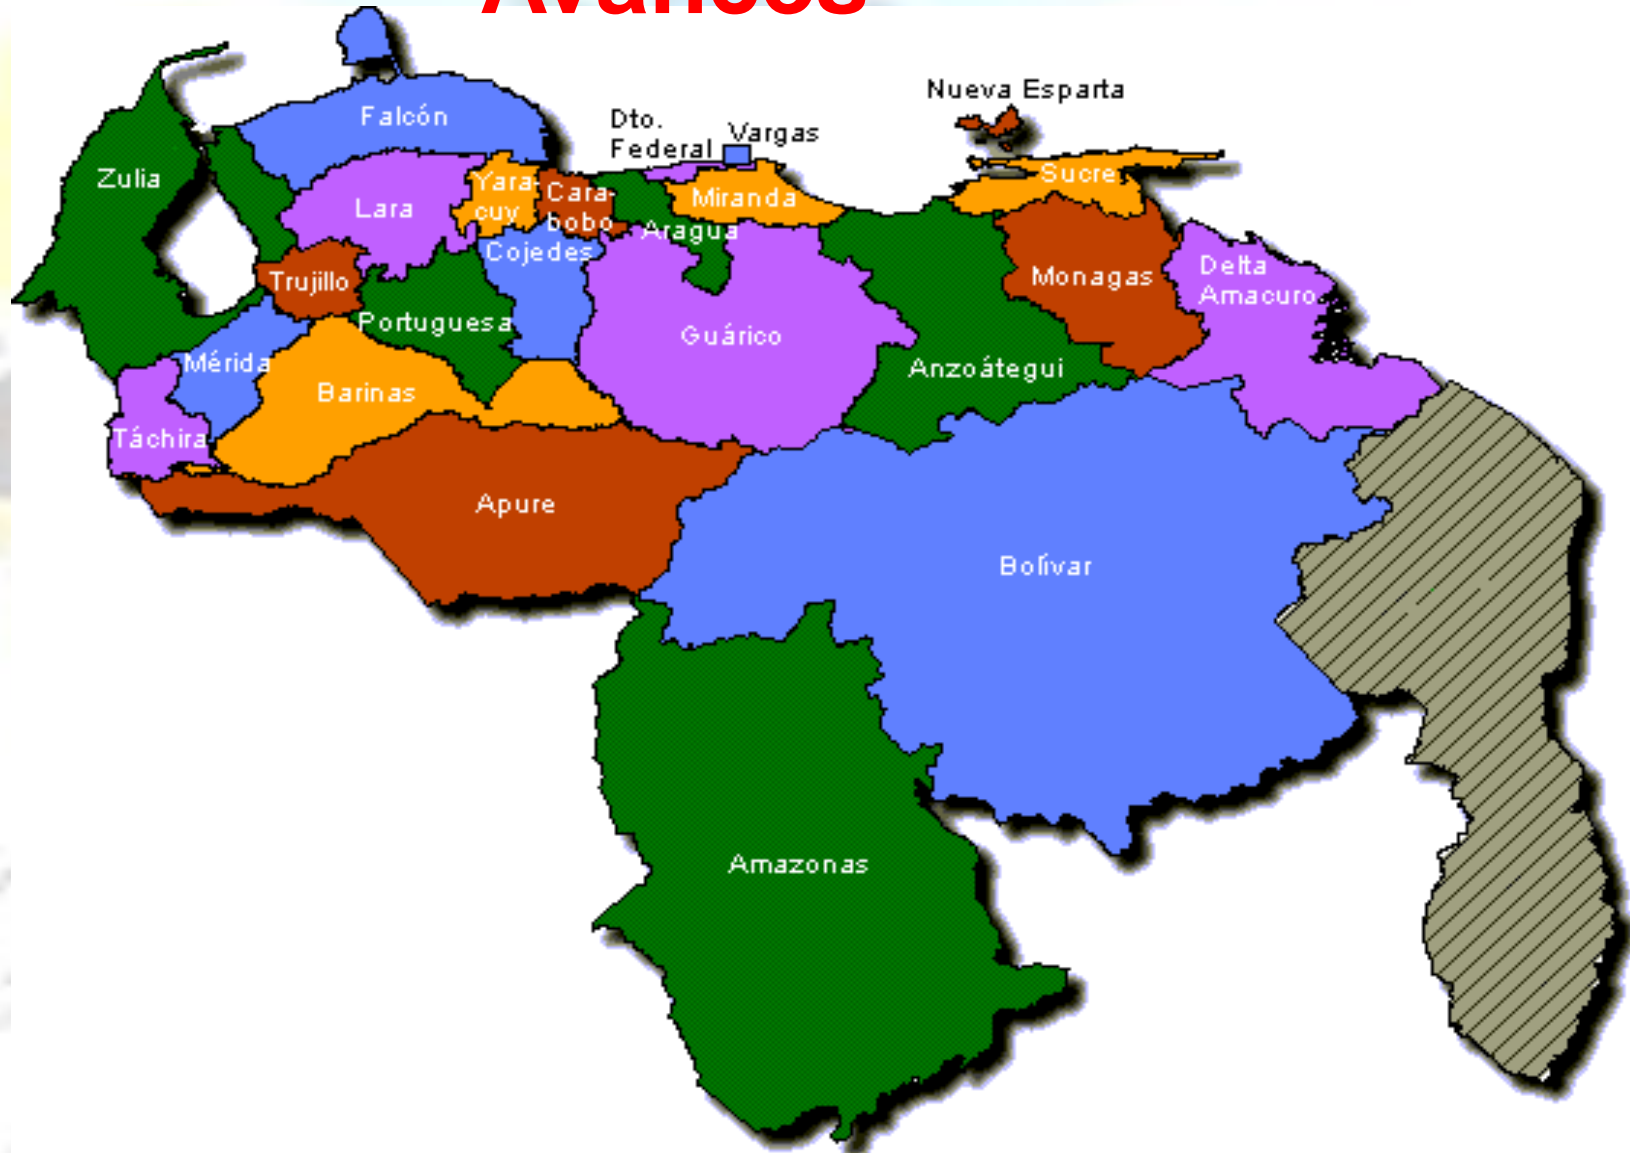 Avances
Nueva Esparta
Dto.
Federal
Vargas
Falcón
Zulia
Sucre
Yara-
cuy
Cara-
bobo
Miranda
Lara
Aragua
Cojedes
Delta
Amacuro
Trujillo
Monagas
Portuguesa
Guárico
Mérida
Anzoátegui
Barinas
Táchira
Apure
Bolívar
Amazonas